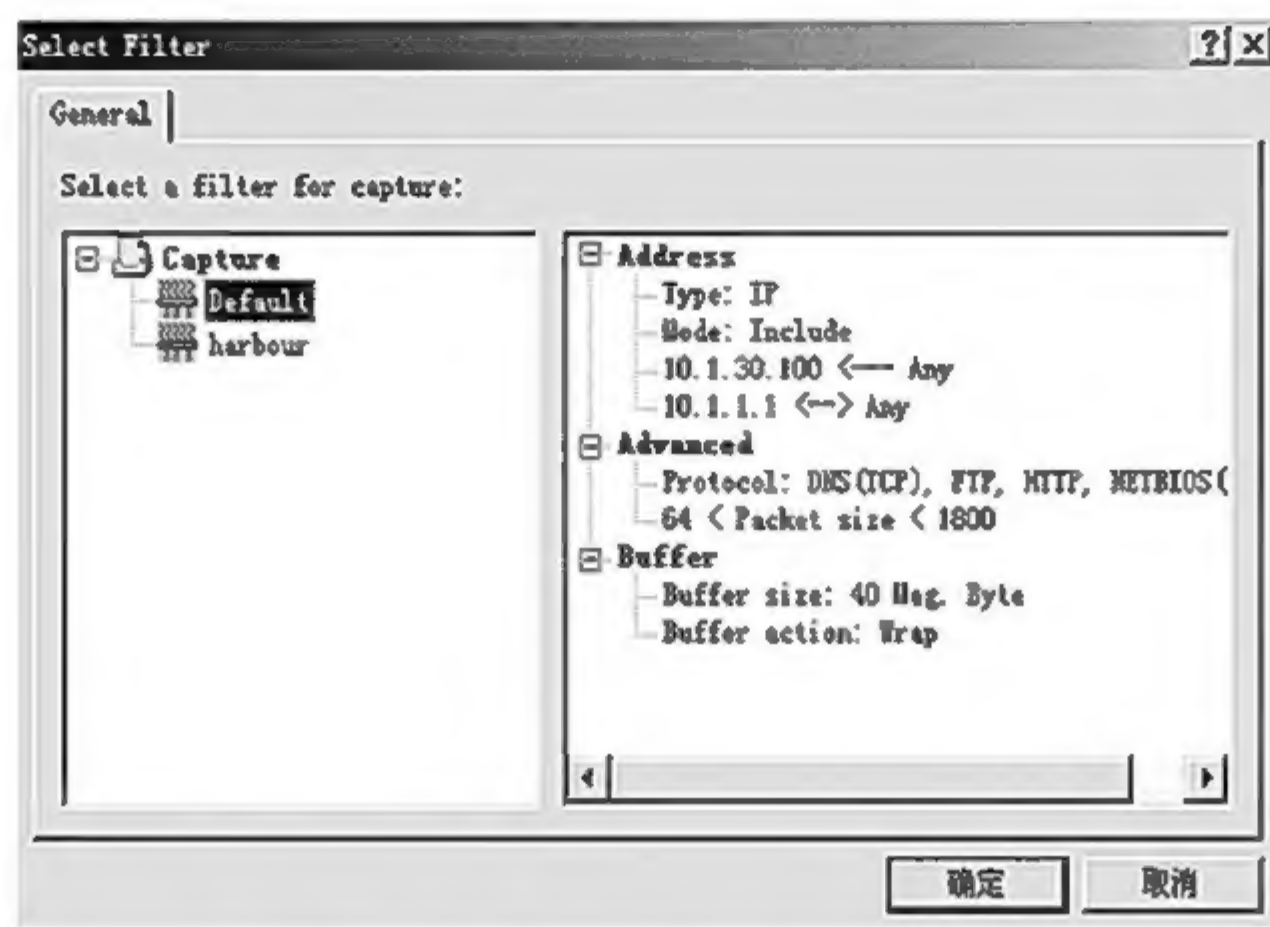 Select Filter
General
Select a filter for capture:
Capture
Default
harbour
Address
Type: IP
Mode: Include
10.1.30.100 <--- Any
10.1.1.1 <--> Any
Advanced
Protocol: DNS(TCP), FTP, HTTP, NETBIOS(
64 < Packet size < 1800
Buffer
Buffer size: 40 Meg. Byte
Buffer action: Wrap
确定
取消